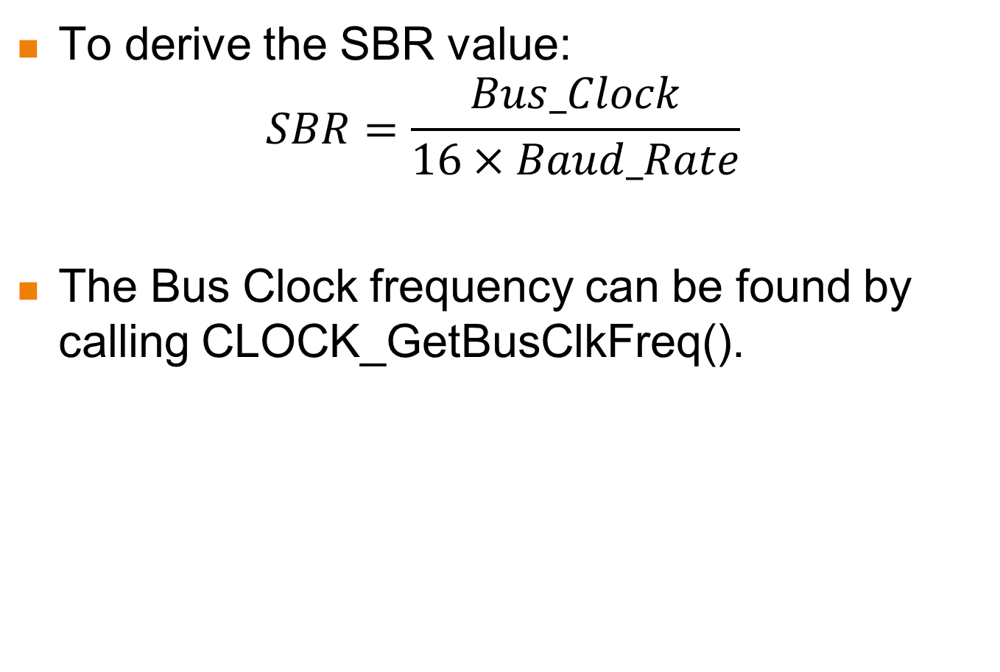 To derive the SBR value:
SBR = Bus_Clock / 16 × Baud_Rate
The Bus Clock frequency can be found by
calling CLOCK_GetBusClkFreq().